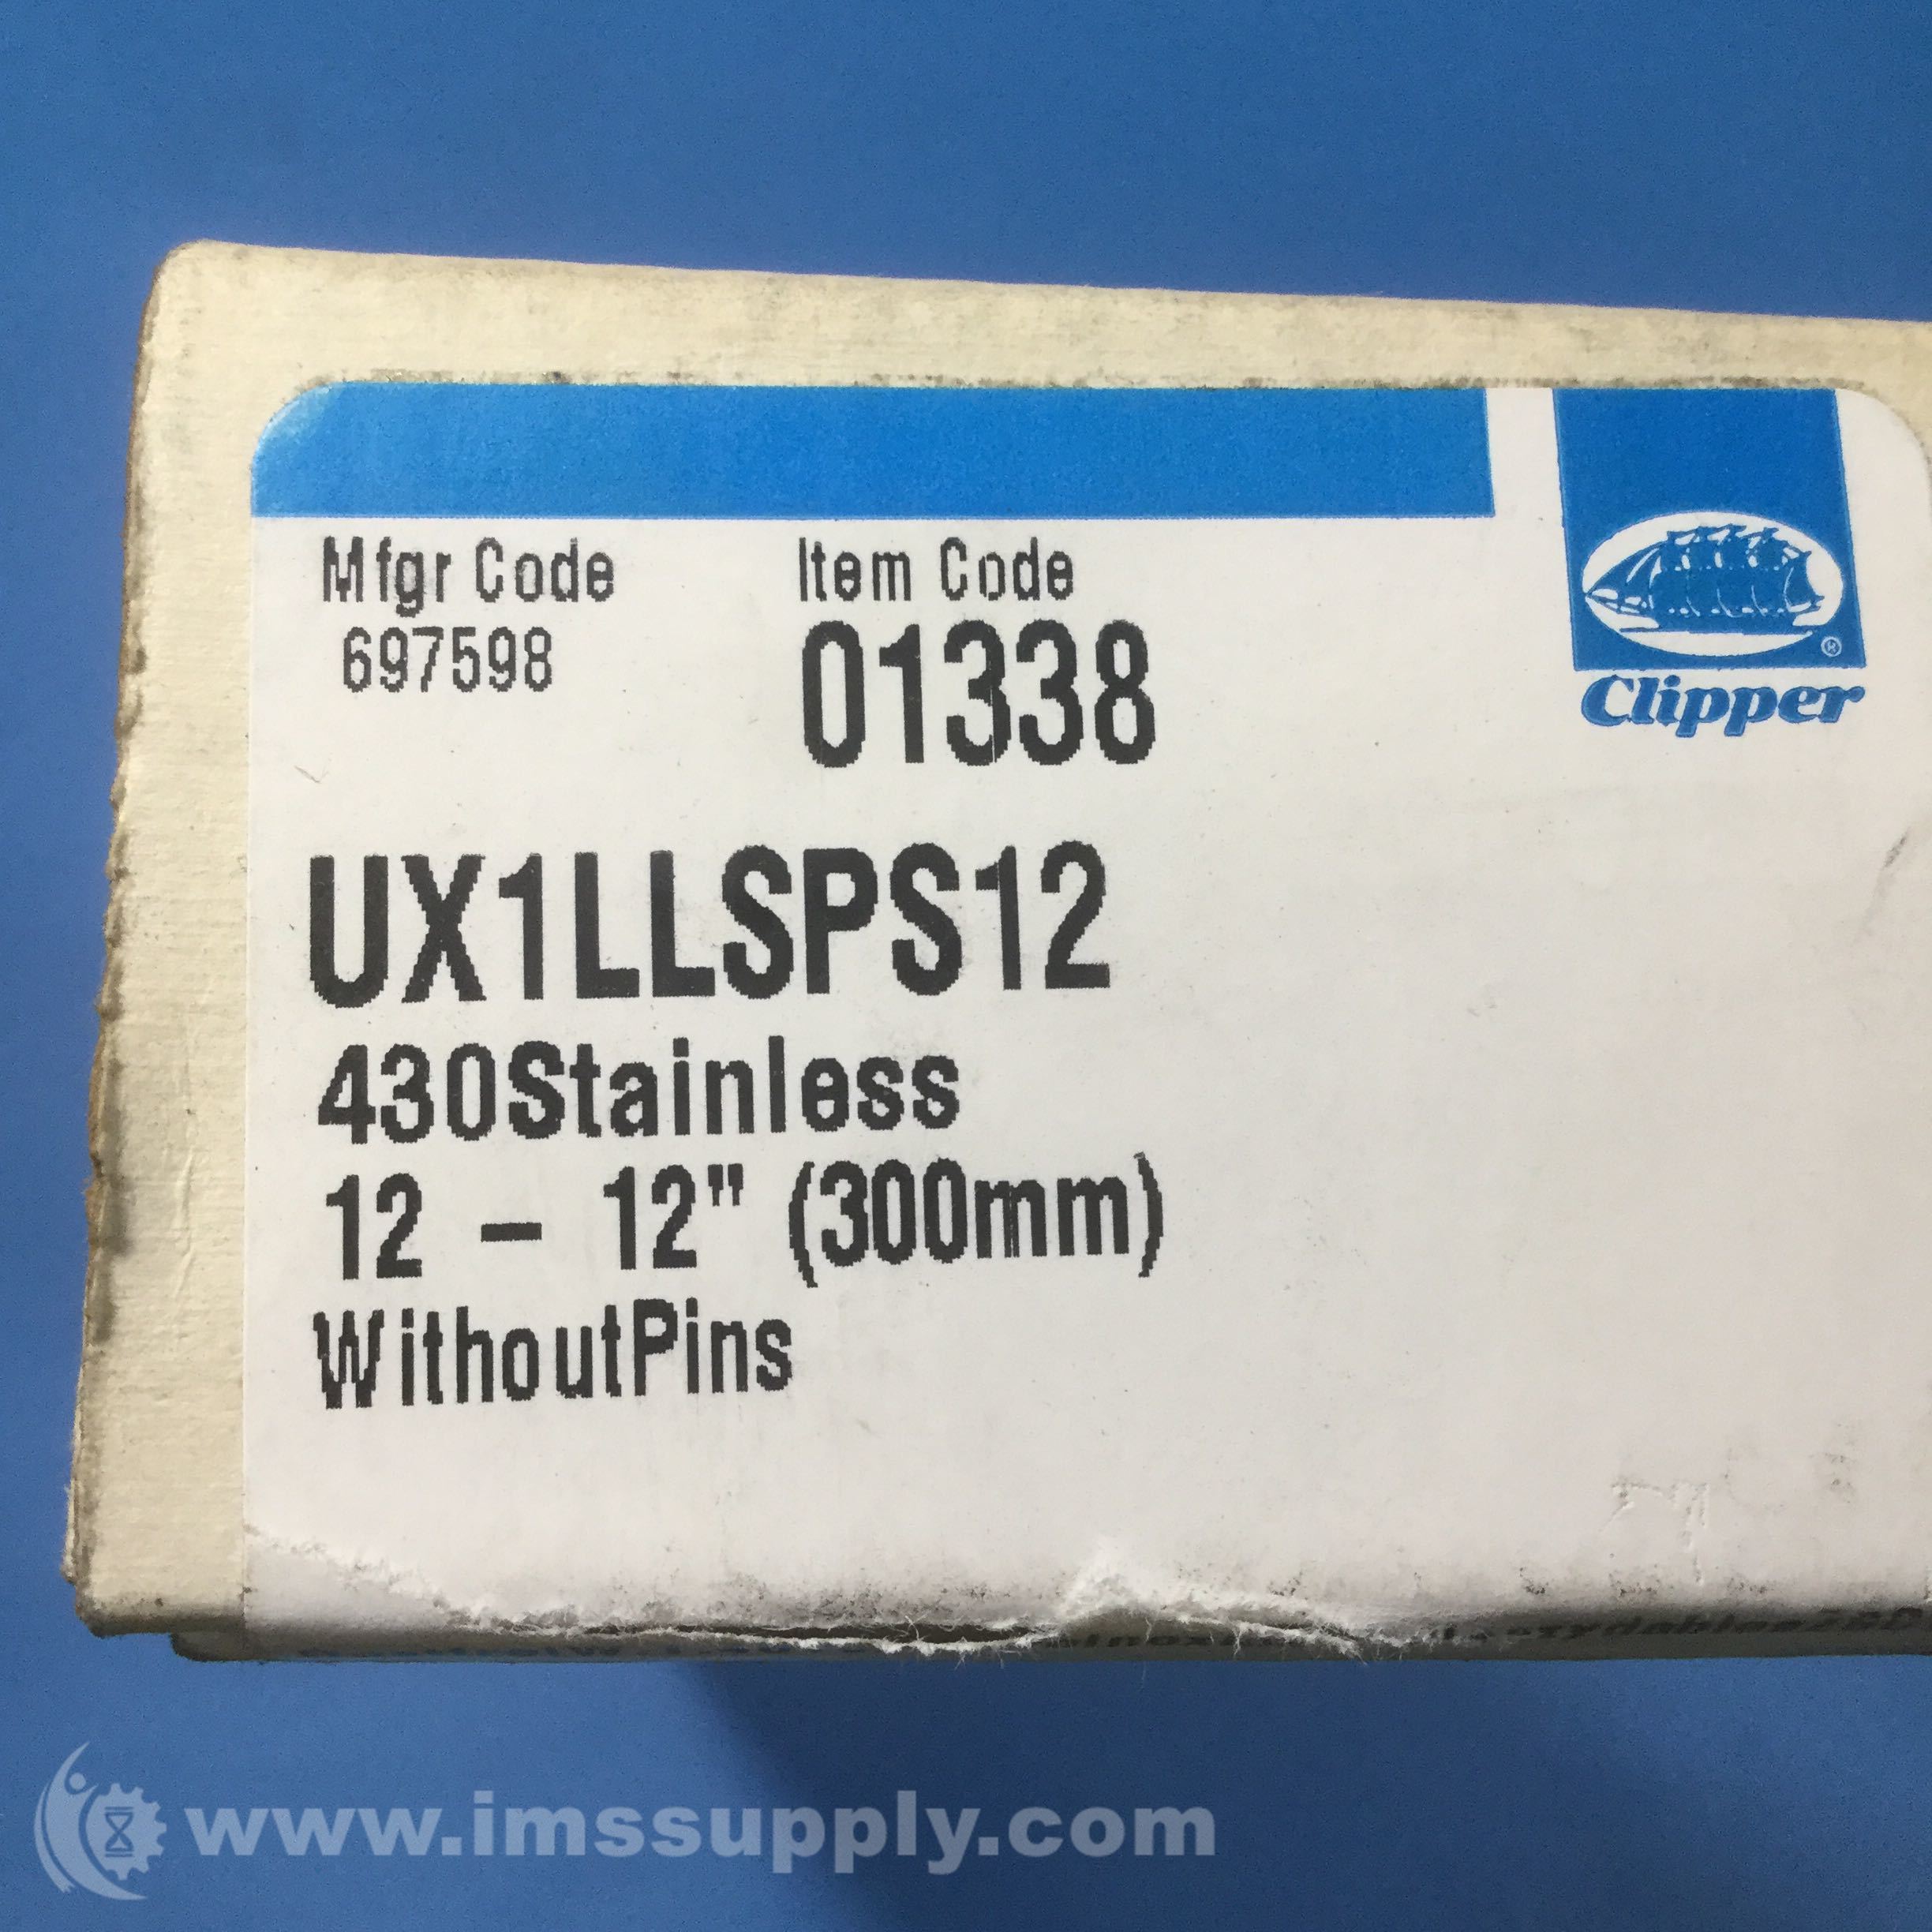 Mfgr Code Item Code
697598 01338
®
Clipper
UX1LLSPS12
430Stainless
12 - 12" (300mm)
WithoutPins
www.imssupply.com